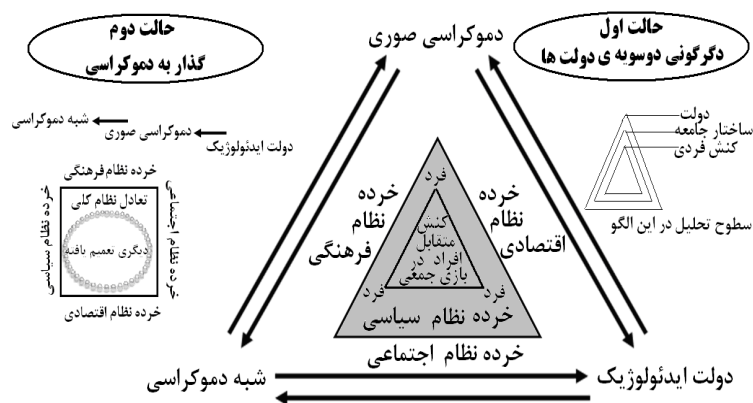 حالت اول
دگرگونی دوسویه ی دولت ها
دموکراسی صوری
حالت دوم
گذار به دموکراسی
دولت
ساختار جامعه
کنش فردی
سطوح تحلیل در این الگو
شبه دموکراسی
دموکراسی صوری
دولت ایدئولوژیک
خرده نظام فرهنگی
خرده نظام اجتماعی
تعادل نظام کلی
دیگری تعمیم یافته
خرده نظام سیاسی
خرده نظام اقتصادی
فرد
خرده
نظام
اقتصادی
خرده
نظام
فرهنگی
کنش
متقابل
افراد در
بازی جمعی
فرد
فرد
خرده نظام سیاسی
خرده نظام اجتماعی
دولت ایدئولوژیک
شبه دموکراسی